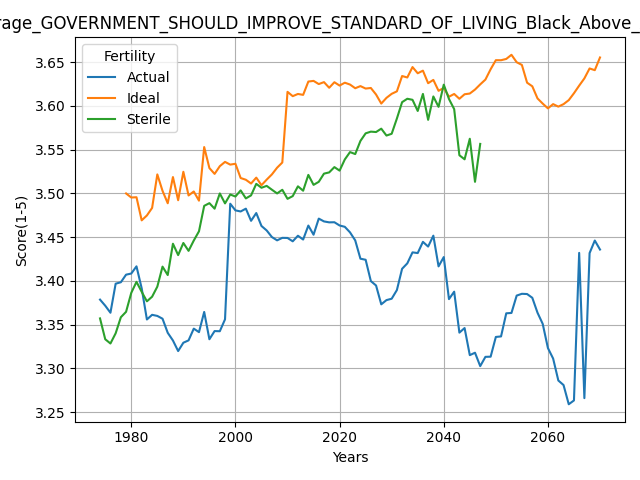 rage_GOVERNMENT_SHOULD_IMPROVE_STANDARD_OF_LIVING_Black_Above_
Fertility
Actual
Ideal
Sterile
Score(1-5)
3.65
3.60
3.55
3.50
3.45
3.40
3.35
3.30
3.25
1980
2000
2020
2040
2060
Years